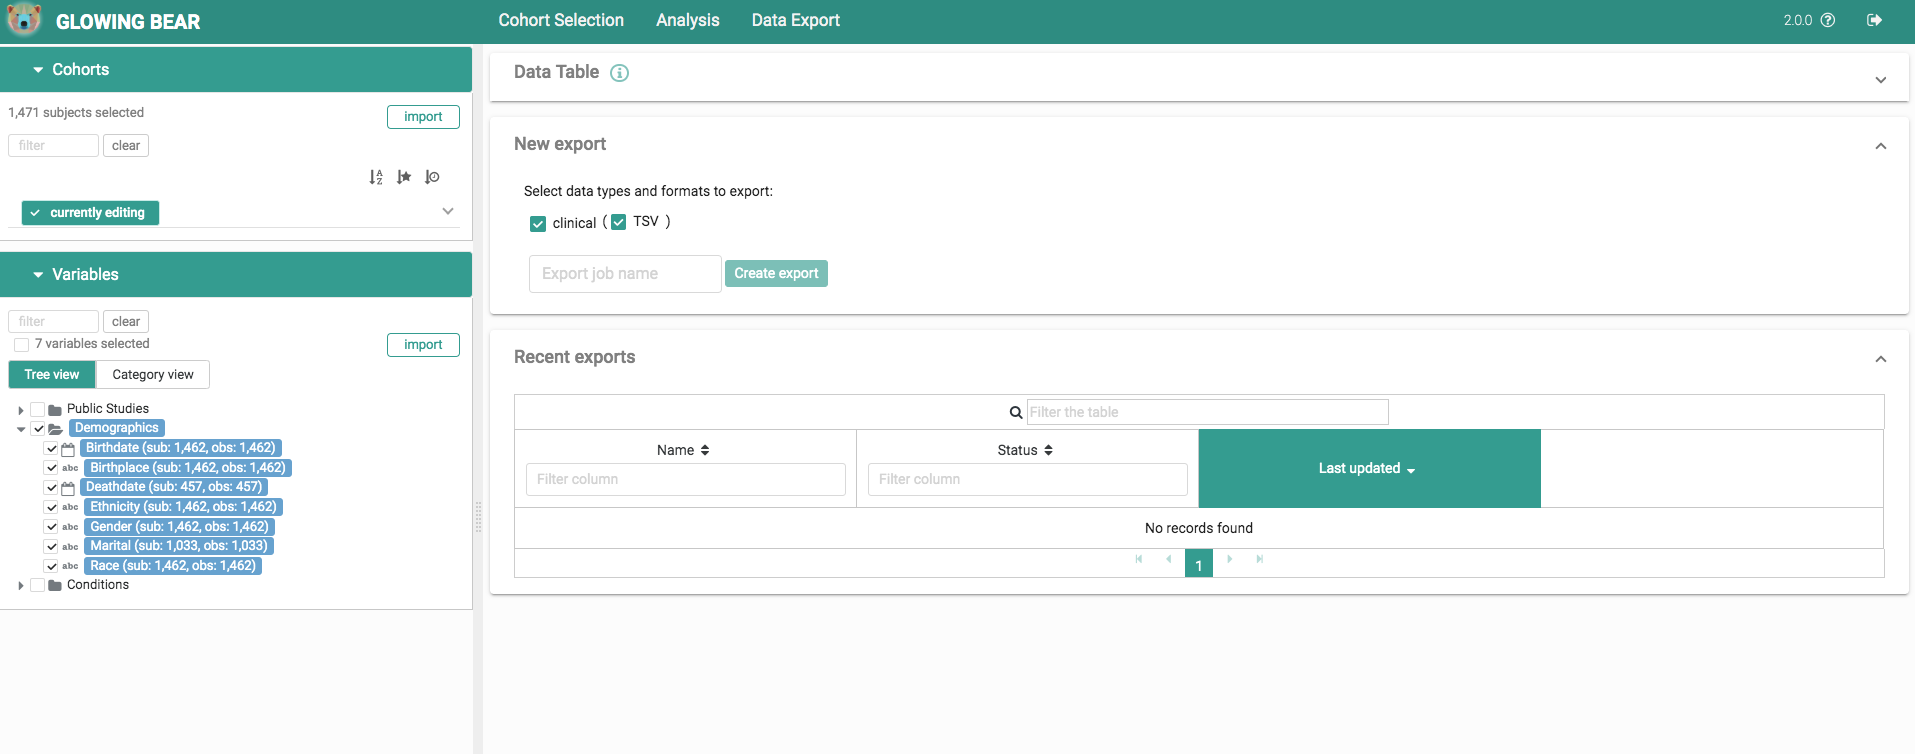 GLOWING BEAR
Cohort Selection Analysis Data Export
2.0.0
Cohorts
1,471 subjects selected
import
filter clear
currently editing
Variables
filter clear
7 variables selected
import
Tree view Category view
Public Studies
Demographics
Birthdate (sub: 1,462, obs: 1,462)
abc Birthplace (sub: 1,462, obs: 1,462)
Deathdate (sub: 457, obs: 457)
abc Ethnicity (sub: 1,462, obs: 1,462)
abc Gender (sub: 1,462, obs: 1,462)
abc Marital (sub: 1,033, obs: 1,033)
abc Race (sub: 1,462, obs: 1,462)
Conditions
Data Table
New export
Select data types and formats to export:
clinical ( TSV )
Export job name Create export
Recent exports
Filter the table
Name Status Last updated
Filter column Filter column
No records found
1